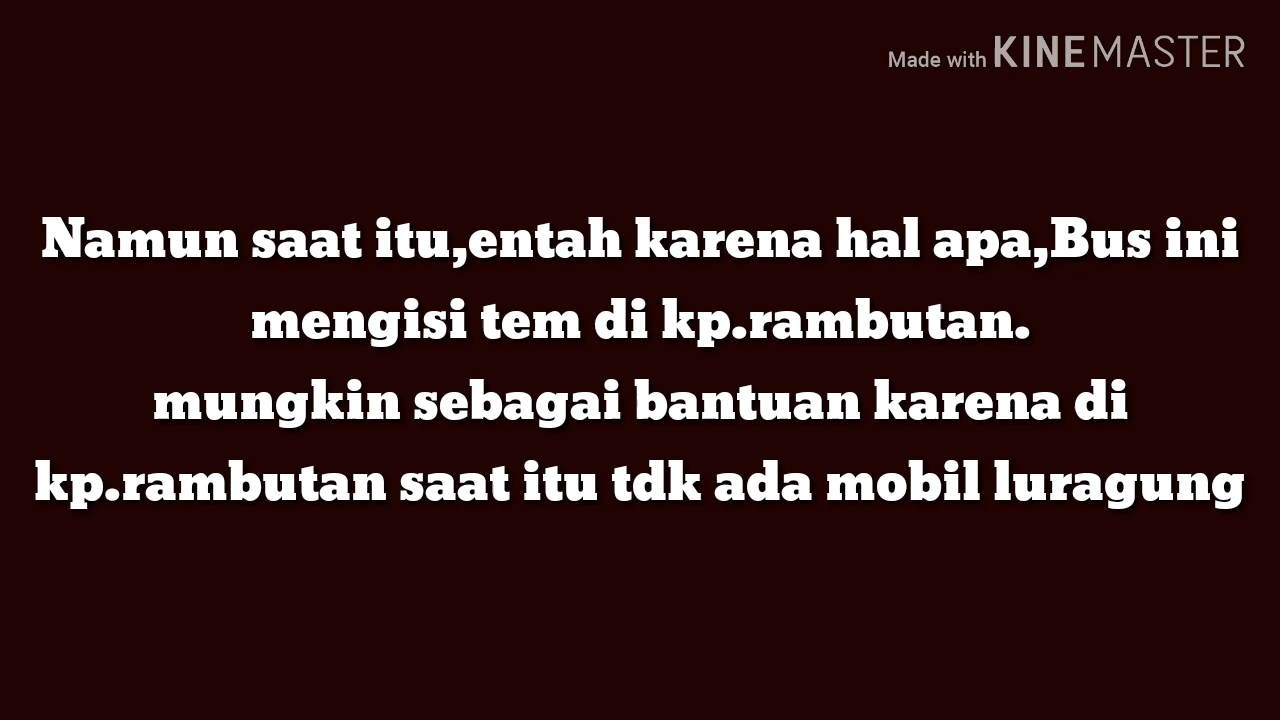 Made with KINEMASTER
Namun saat itu,entah karena hal apa,Bus ini
mengisi tem di kp.rambutan.
mungkin sebagai bantuan karena di
kp.rambutan saat itu tdk ada mobil luragung